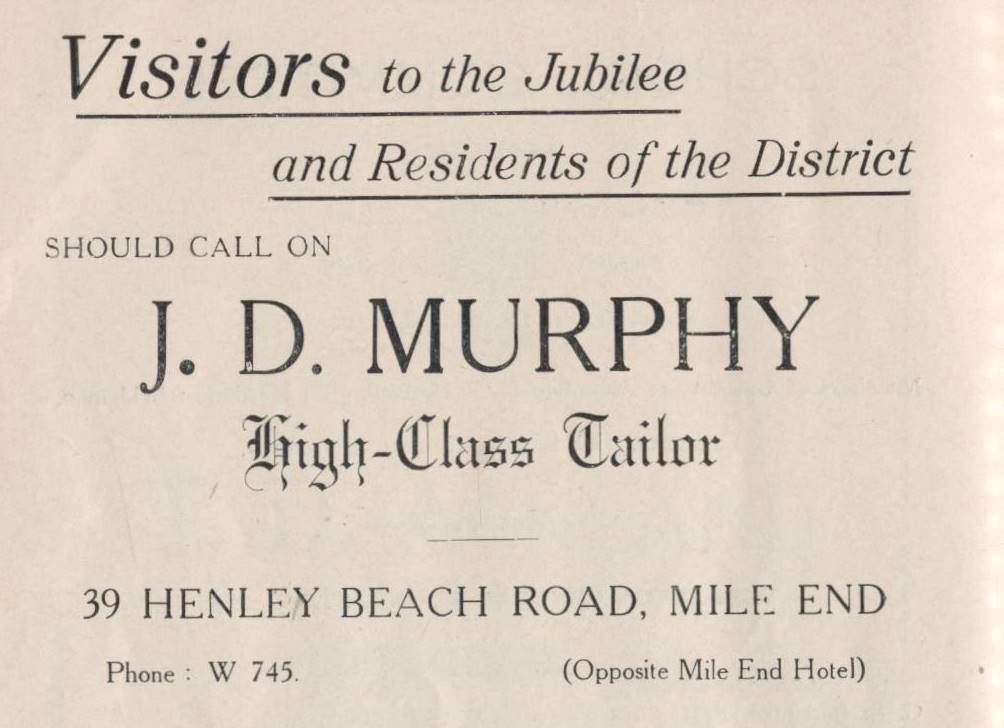 Visitors to the Jubilee
and Residents of the District
SHOULD CALL ON
J. D. MURPHY
High-Class Tailor
39 HENLEY BEACH ROAD, MILE END
Phone : W 745. (Opposite Mile End Hotel)